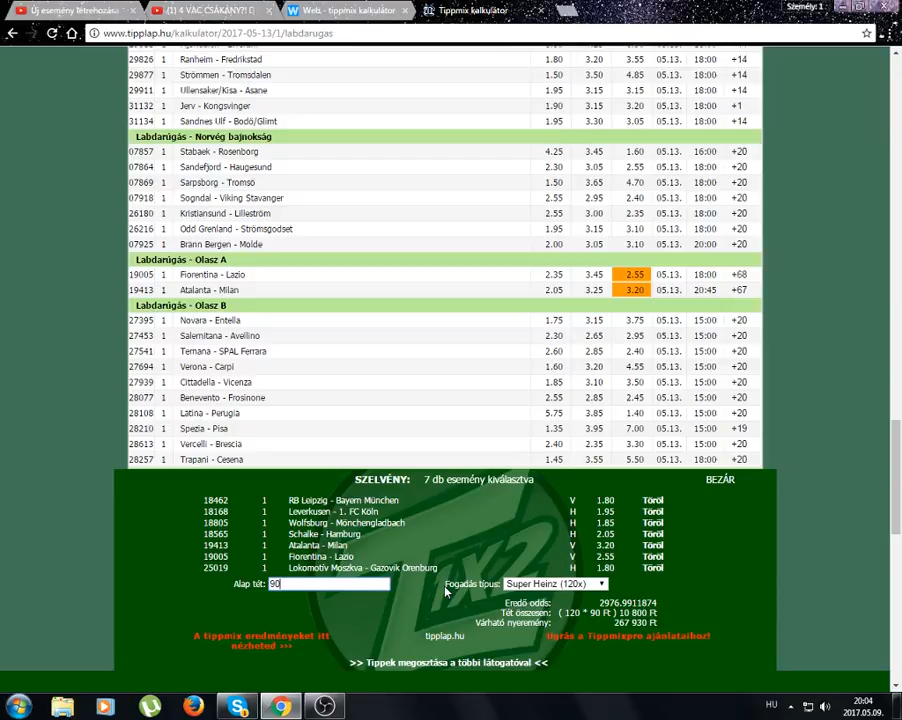 Új esemény létrehozása
(1) 4 VAC CSÁKÁNY?! E
Web1 - tippmix kalkulátor
Tippmix kalkulátor
Személy: 1
www.tipplap.hu/kalkulator/2017-05-13/1/labdarugas
29826 1 Ranheim - Fredrikstad 1.80 3.20 3.55 05.13. 18:00 +14
29877 1 Strömmen - Tromsdalen 1.50 3.50 4.85 05.13. 18:00 +14
29911 1 Ullensaker/Kisa - Asane 1.95 3.15 3.15 05.13. 18:00 +14
31132 1 Jerv - Kongsvinger 1.90 3.15 3.20 05.13. 18:00 +1
31134 1 Sandnes Ulf - Bodö/Glimt 1.95 3.30 3.05 05.13. 18:00 +14
Labdarúgás - Norvég bajnokság
07857 1 Stabaek - Rosenborg 4.25 3.45 1.60 05.13. 16:00 +20
07864 1 Sandefjord - Haugesund 2.30 3.05 2.55 05.13. 18:00 +20
07869 1 Sarpsborg - Tromsö 1.50 3.65 4.70 05.13. 18:00 +20
07918 1 Sogndal - Viking Stavanger 2.55 2.95 2.40 05.13. 18:00 +20
26180 1 Kristiansund - Lilleström 2.55 3.00 2.35 05.13. 18:00 +20
26216 1 Odd Grenland - Strömsgodset 1.95 3.15 3.10 05.13. 18:00 +20
07925 1 Brann Bergen - Molde 2.00 3.05 3.10 05.13. 20:00 +20
Labdarúgás - Olasz A
19005 1 Fiorentina - Lazio 2.35 3.45 2.55 05.13. 18:00 +68
19413 1 Atalanta - Milan 2.05 3.25 3.20 05.13. 20:45 +67
Labdarúgás - Olasz B
27395 1 Novara - Entella 1.75 3.15 3.75 05.13. 15:00 +20
27453 1 Salernitana - Avellino 2.30 2.65 2.95 05.13. 15:00 +20
27541 1 Ternana - SPAL Ferrara 2.60 2.85 2.40 05.13. 15:00 +20
27694 1 Verona - Carpi 1.60 3.20 4.55 05.13. 15:00 +20
27939 1 Cittadella - Vicenza 1.85 3.10 3.50 05.13. 15:00 +20
28077 1 Benevento - Frosinone 2.55 2.85 2.45 05.13. 15:00 +20
28108 1 Latina - Perugia 5.75 3.85 1.40 05.13. 15:00 +20
28210 1 Spezia - Pisa 1.35 3.95 7.00 05.13. 15:00 +19
28613 1 Vercelli - Brescia 2.40 2.35 3.30 05.13. 15:00 +20
28257 1 Trapani - Cesena 1.45 3.55 5.50 05.13. 18:00 +20
SZELVÉNY: 7 db esemény kiválasztva BEZÁR
18462 1 RB Leipzig - Bayern München V 1.80 Töröl
18168 1 Leverkusen - 1. FC Köln H 1.95 Töröl
18805 1 Wolfsburg - Mönchengladbach H 1.85 Töröl
18565 1 Schalke - Hamburg H 2.05 Töröl
19413 1 Atalanta - Milan V 3.20 Töröl
19005 1 Fiorentina - Lazio V 2.55 Töröl
25019 1 Lokomotív Moszkva - Gazovik Orenburg H 1.80 Töröl
Alap tét: 90 Fogadás típus: Super Heinz (120x)
Eredő odds: 2976.9911874
Tét összesen: ( 120 * 90 Ft ) 10 800 Ft
Várható nyeremény: 267 930 Ft
A tippmix eredményeket itt nézheted >>>
tipplap.hu
Ugrás a Tippmixpro ajánlataihoz!
>> Tippek megosztása a többi látogatóval <<
1X2
HU
20:04
2017.05.09.